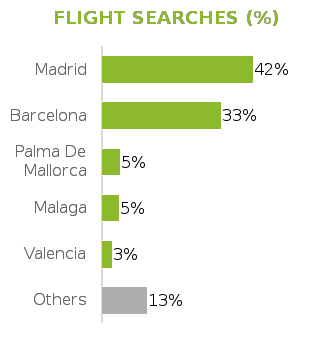 FLIGHT SEARCHES (%)
Madrid 42%
Barcelona 33%
Palma De
Mallorca 5%
Malaga 5%
Valencia 3%
Others 13%